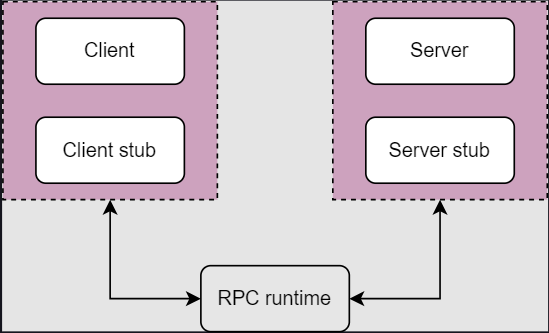 Client
Server
Client stub
Server stub
RPC runtime